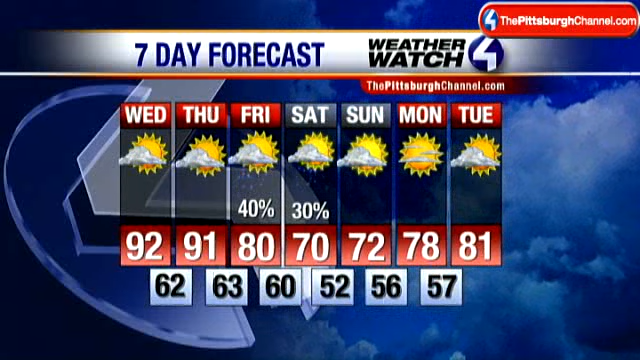 4 ThePittsburghChannel.com
7 DAY FORECAST
WEATHER
WATCH 4
ThePittsburghChannel.com
WED THU FRI SAT SUN MON TUE
40% 30%
92 91 80 70 72 78 81
62 63 60 52 56 57